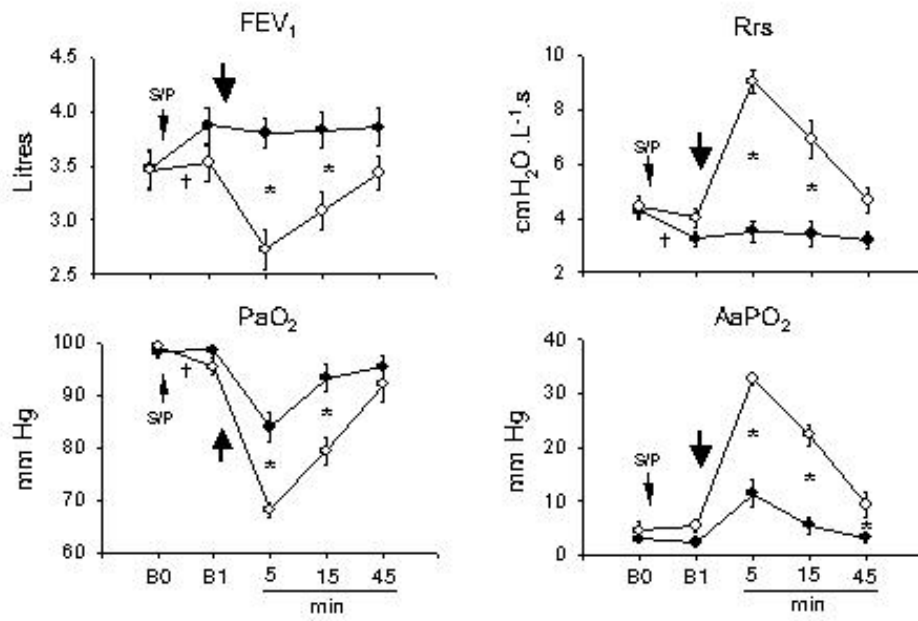 FEV₁
4.5
4.0
3.5
3.0
2.5
Litres
S/P
†
*
*
Rrs
10
8
6
4
2
cmH₂O.L⁻¹.s
S/P
†
*
*
PaO₂
100
90
80
70
60
mm Hg
S/P
†
*
*
B0 B1 5 15 45
min
AaPO₂
40
30
20
10
0
mm Hg
S/P
*
*
*
B0 B1 5 15 45
min